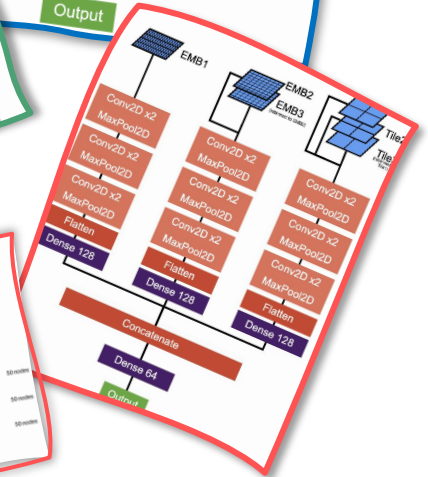 Output
EMB1
EMB2
EMB3
Tile
Tile
Conv2D x2
MaxPool2D
Conv2D x2
MaxPool2D
Conv2D x2
MaxPool2D
Flatten
Dense 128
Conv2D x2
MaxPool2D
Conv2D x2
MaxPool2D
Conv2D x2
MaxPool2D
Flatten
Dense 128
Conv2D x2
MaxPool2D
Conv2D x2
MaxPool2D
Conv2D x2
MaxPool2D
Flatten
Dense 128
Concatenate
Dense 64
Output
50 nodes
50 nodes
50 nodes